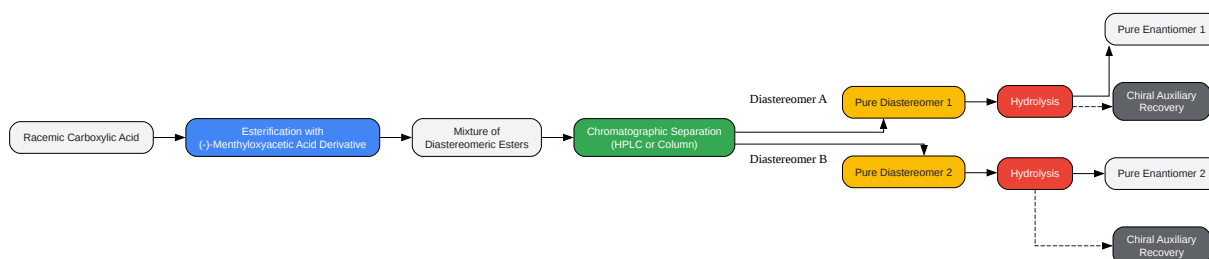 Racemic Carboxylic Acid
Esterification with
(-)-Menthyloxyacetic Acid Derivative
Mixture of
Diastereomeric Esters
Chromatographic Separation
(HPLC or Column)
Diastereomer A
Pure Diastereomer 1
Hydrolysis
Pure Enantiomer 1
Chiral Auxiliary
Recovery
Diastereomer B
Pure Diastereomer 2
Hydrolysis
Pure Enantiomer 2
Chiral Auxiliary
Recovery